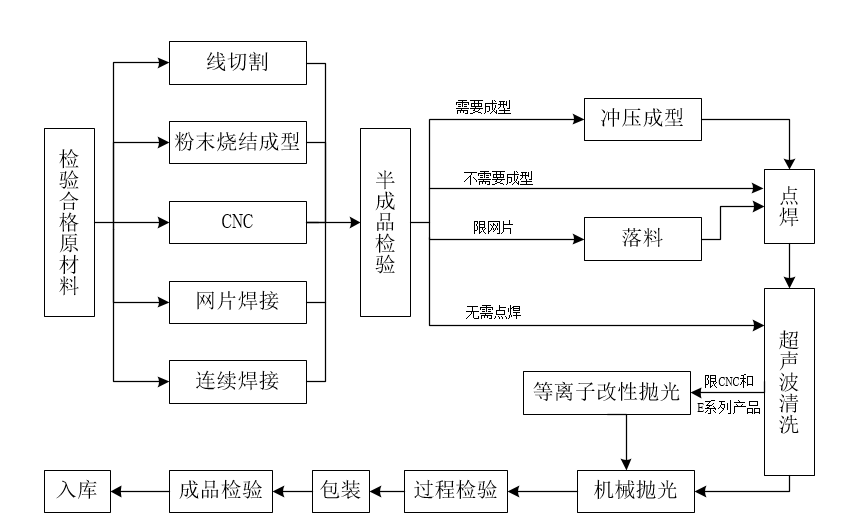 检验合格原材料
线切割
粉末烧结成型
CNC
网片焊接
连续焊接
半成品检验
需要成型
冲压成型
不需要成型
点焊
限网片
落料
无需点焊
超声波清洗
限CNC和
E系列产品
等离子改性抛光
机械抛光
过程检验
包装
成品检验
入库